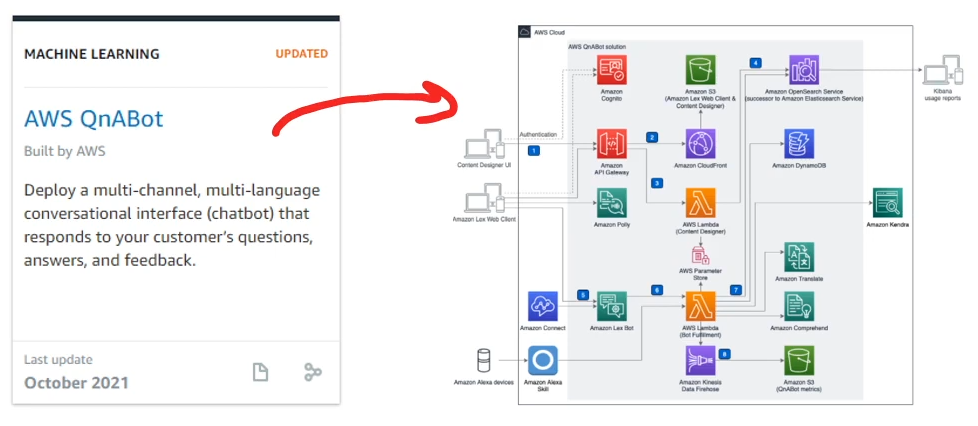 MACHINE LEARNING
UPDATED
AWS QnABot
Built by AWS
Deploy a multi-channel, multi-language
conversational interface (chatbot) that
responds to your customer's questions,
answers, and feedback.
Last update
October 2021
AWS Cloud
AWS QnABot solution
Amazon
Cognito
Amazon S3
(Amazon Lex Web Client &
Content Designer)
4
Amazon OpenSearch Service
(successor to Amazon Elasticsearch Service)
Kibana
usage reports
Authentication
1
Content Designer UI
Amazon
API Gateway
2
Amazon CloudFront
Amazon DynamoDB
3
Amazon Lex Web Client
Amazon Polly
AWS Lambda
(Content Designer)
Amazon Kendra
AWS Parameter
Store
Amazon Translate
5
6
7
Amazon Connect
Amazon Lex Bot
AWS Lambda
(Bot Fulfillment)
Amazon Comprehend
8
Amazon Alexa devices
Amazon Alexa
Skill
Amazon Kinesis
Data Firehose
Amazon S3
(QnABot metrics)